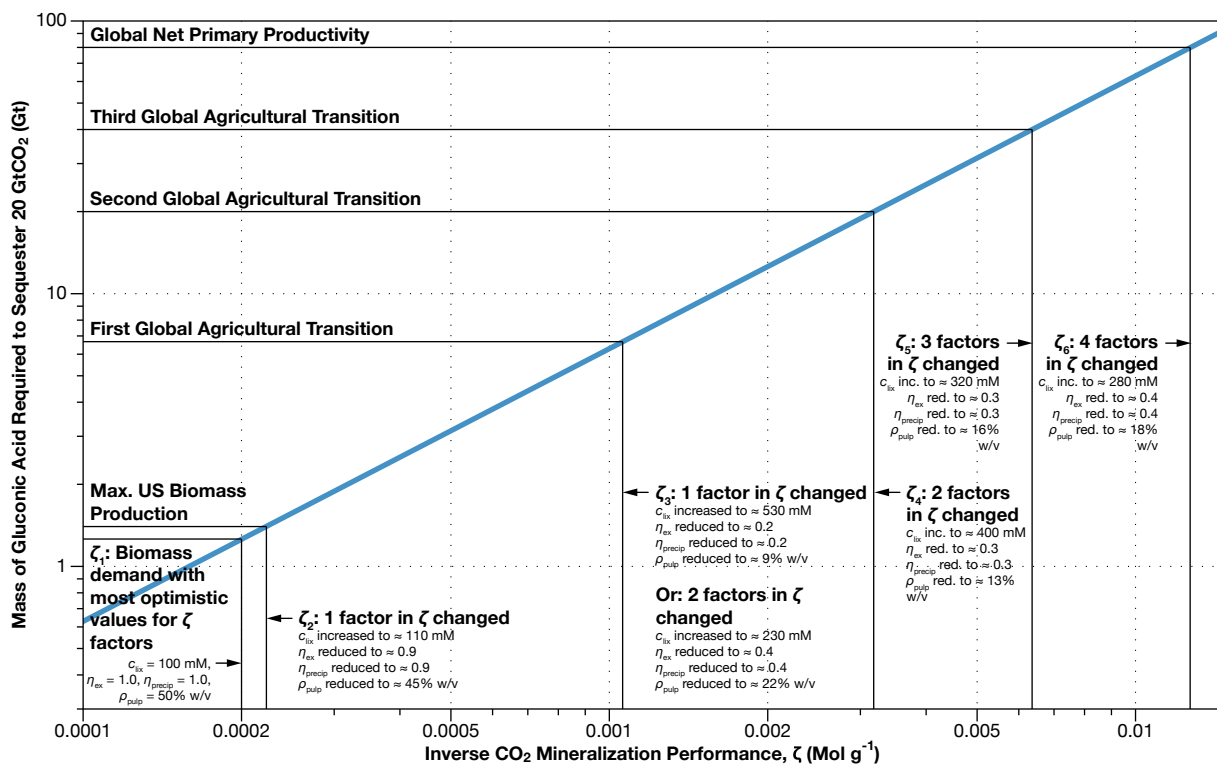 100
Global Net Primary Productivity
Third Global Agricultural Transition
Second Global Agricultural Transition
10
First Global Agricultural Transition
Max. US Biomass
Production
1
ζ1: Biomass
demand with
most optimistic
values for ζ
factors
clix = 100 mM,
ηex = 1.0, ηprecip = 1.0,
ρpulp = 50% w/v
ζ2: 1 factor in ζ changed
clix increased to ≈ 110 mM
ηex reduced to ≈ 0.9
ηprecip reduced to ≈ 0.9
ρpulp reduced to ≈ 45% w/v
ζ3: 1 factor in ζ changed
clix increased to ≈ 530 mM
ηex reduced to ≈ 0.2
ηprecip reduced to ≈ 0.2
ρpulp reduced to ≈ 9% w/v
Or: 2 factors in ζ
changed
clix increased to ≈ 230 mM
ηex reduced to ≈ 0.4
ηprecip reduced to ≈ 0.4
ρpulp reduced to ≈ 22% w/v
ζ4: 2 factors
in ζ changed
clix inc. to ≈ 400 mM
ηex red. to ≈ 0.3
ηprecip red. to ≈ 0.3
ρpulp red. to ≈ 13%
w/v
ζ5: 3 factors
in ζ changed
clix inc. to ≈ 320 mM
ηex red. to ≈ 0.3
ηprecip red. to ≈ 0.3
ρpulp red. to ≈ 16%
w/v
ζ6: 4 factors
in ζ changed
clix inc. to ≈ 280 mM
ηex red. to ≈ 0.4
ηprecip red. to ≈ 0.4
ρpulp red. to ≈ 18%
w/v
0.0001
0.0002
0.0005
0.001
0.002
0.005
0.01
Inverse CO2 Mineralization Performance, ζ (Mol g-1)
Mass of Gluconic Acid Required to Sequester 20 GtCO2 (Gt)